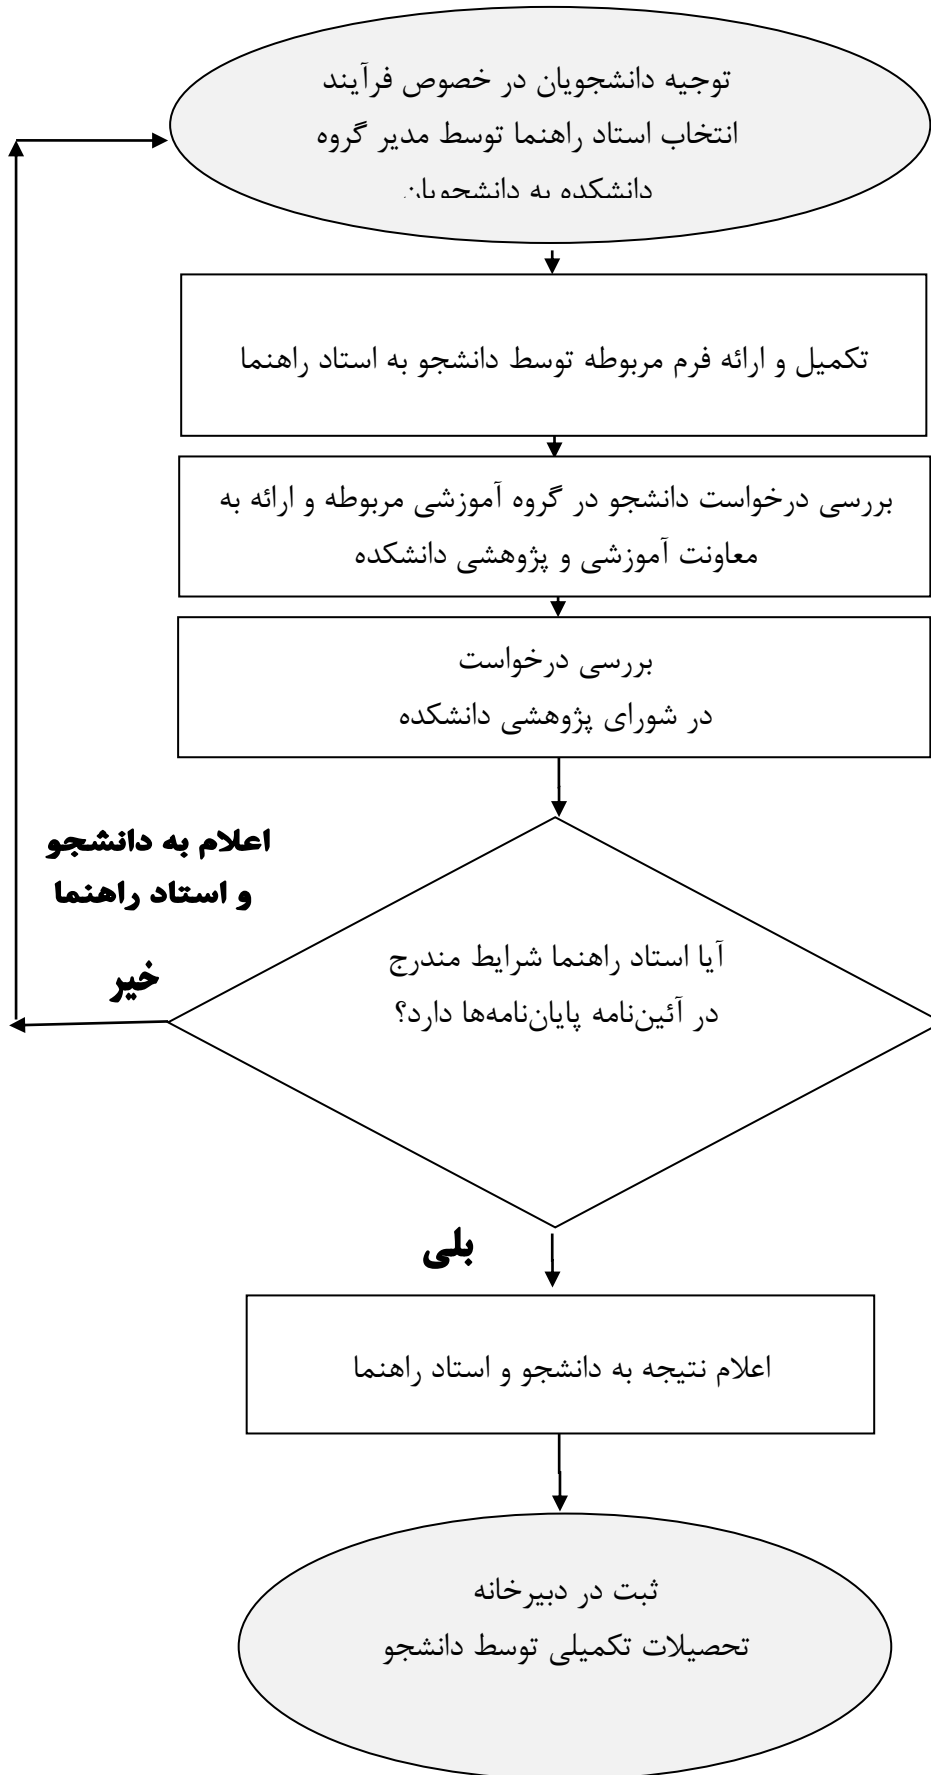 توجیه دانشجویان در خصوص فرآیند
انتخاب استاد راهنما توسط مدیر گروه
دانشکده به دانشجویان
تکمیل و ارائه فرم مربوطه توسط دانشجو به استاد راهنما
بررسی درخواست دانشجو در گروه آموزشی مربوطه و ارائه به
معاونت آموزشی و پژوهشی دانشکده
بررسی درخواست
در شورای پژوهشی دانشکده
اعلام به دانشجو
و استاد راهنما
خیر
آیا استاد راهنما شرایط مندرج
در آئین‌نامه پایان‌نامه‌ها دارد؟
بلی
اعلام نتیجه به دانشجو و استاد راهنما
ثبت در دبیرخانه
تحصیلات تکمیلی توسط دانشجو